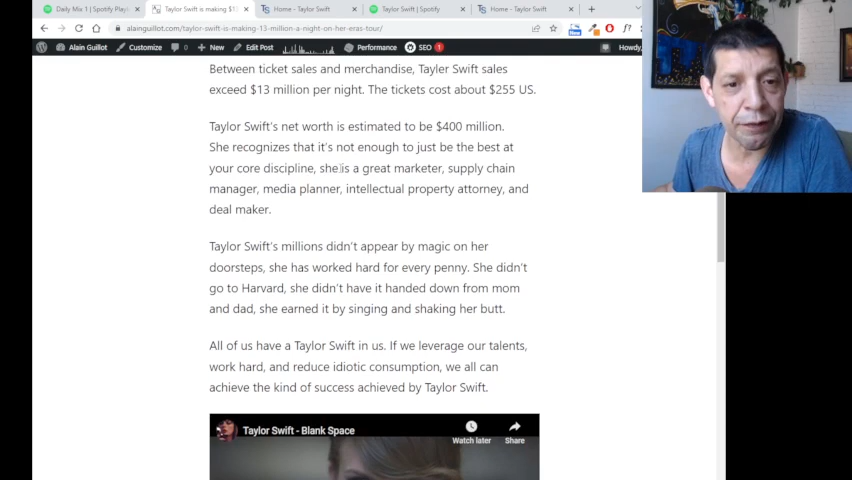 Daily Mix 1 | Spotify Playl
Taylor Swift is making $1
Home - Taylor Swift
Taylor Swift | Spotify
Home - Taylor Swift
alainguillot.com/taylor-swift-is-making-13-million-a-night-on-her-eras-tour/
Alain Guillot Customize New Edit Post Performance SEO 1 Howdy,
Between ticket sales and merchandise, Tayler Swift sales
exceed $13 million per night. The tickets cost about $255 US.
Taylor Swift's net worth is estimated to be $400 million.
She recognizes that it's not enough to just be the best at
your core discipline, she is a great marketer, supply chain
manager, media planner, intellectual property attorney, and
deal maker.
Taylor Swift's millions didn't appear by magic on her
doorsteps, she has worked hard for every penny. She didn't
go to Harvard, she didn't have it handed down from mom
and dad, she earned it by singing and shaking her butt.
All of us have a Taylor Swift in us. If we leverage our talents,
work hard, and reduce idiotic consumption, we all can
achieve the kind of success achieved by Taylor Swift.
Taylor Swift - Blank Space
Watch later Share